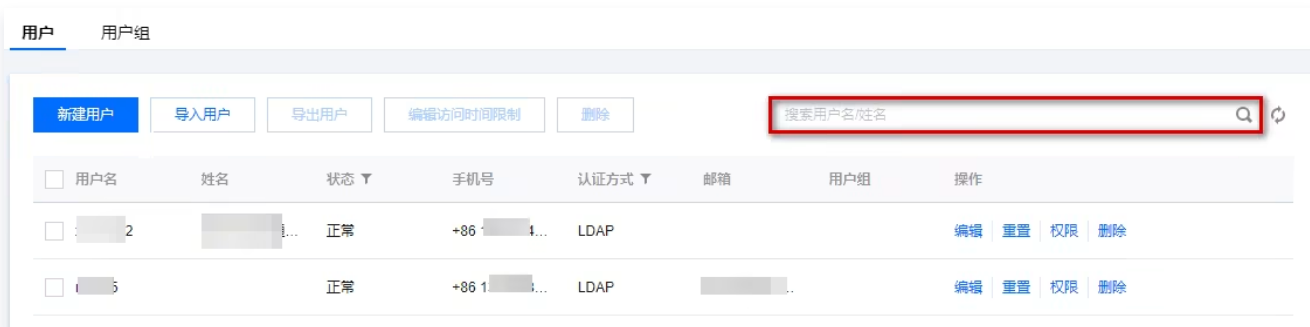 用户 用户组
新建用户 导入用户 导出用户 编辑访问时间限制 删除 搜索用户名/姓名
用户名 姓名 状态 手机号 认证方式 邮箱 用户组 操作
2 ... 正常 +86 1 4... LDAP 编辑 重置 权限 删除
5 正常 +86 1 3... LDAP .. 编辑 重置 权限 删除